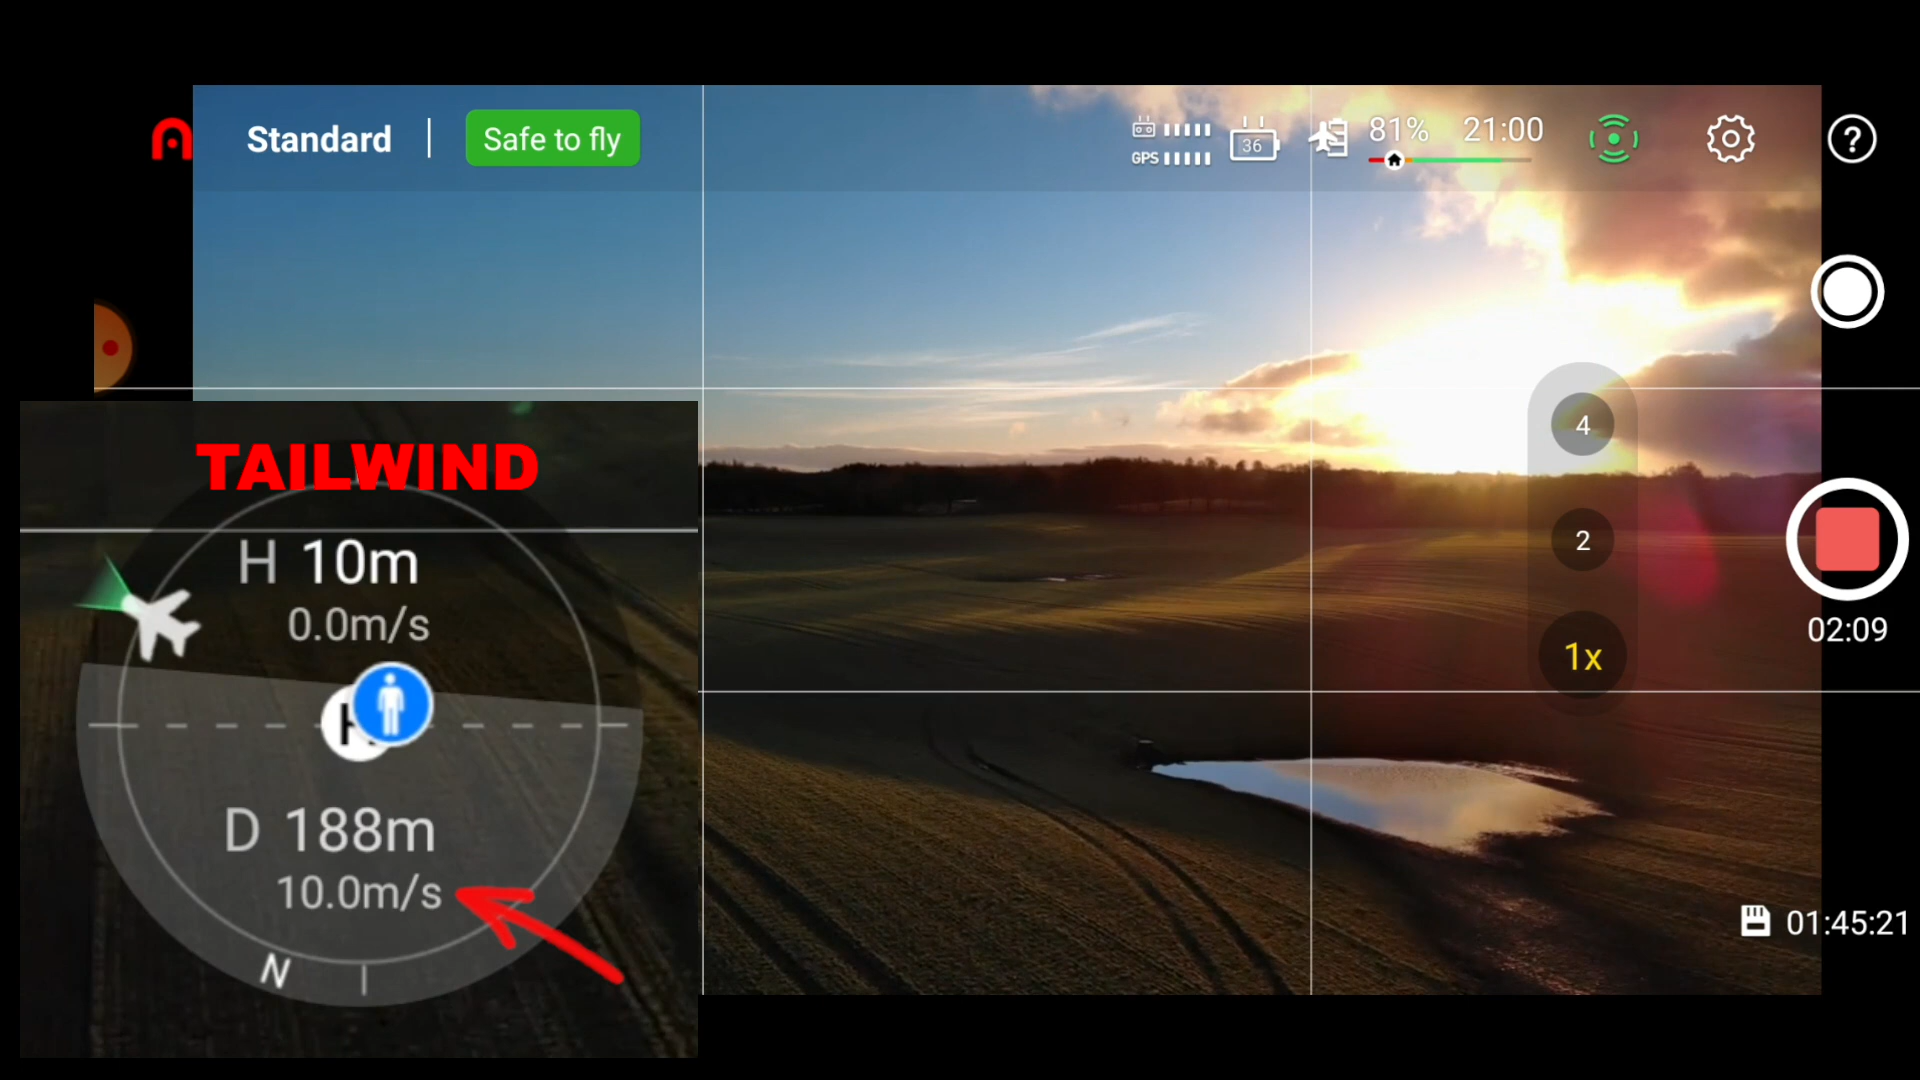 Standard
Safe to fly
GPS
36
81%
21:00
?
4
2
1x
02:09
01:45:21
TAILWIND
H 10m
0.0m/s
H
D 188m
10.0m/s
N